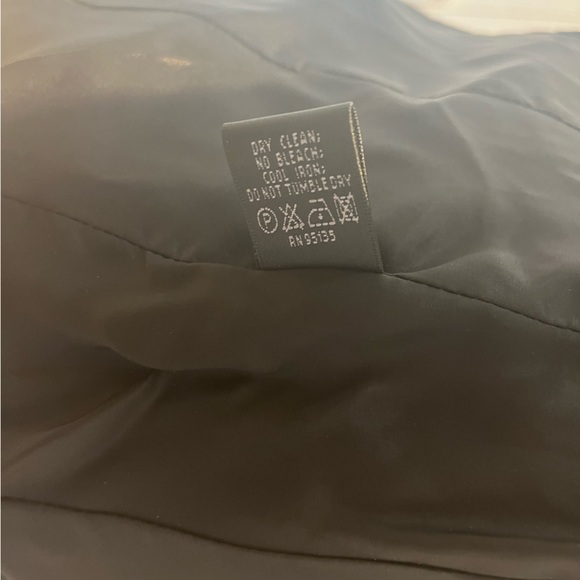 DRY CLEAN;
NO BLEACH;
COOL IRON;
DO NOT TUMBLE DRY
P
RN 95135